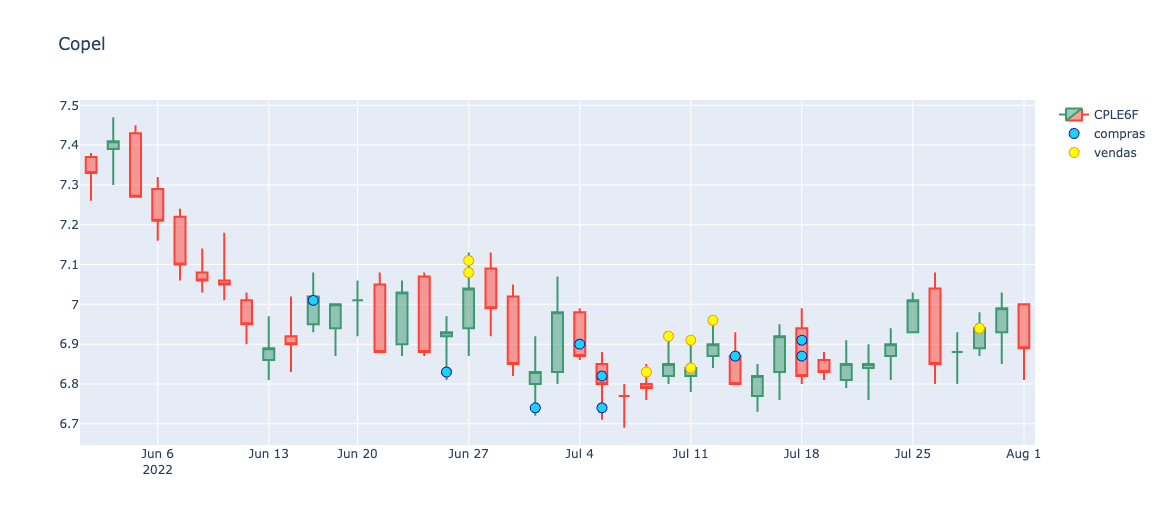 Copel
7.5
7.4
7.3
7.2
7.1
7
6.9
6.8
6.7
Jun 6
2022
Jun 13
Jun 20
Jun 27
Jul 4
Jul 11
Jul 18
Jul 25
Aug 1
CPLE6F
compras
vendas